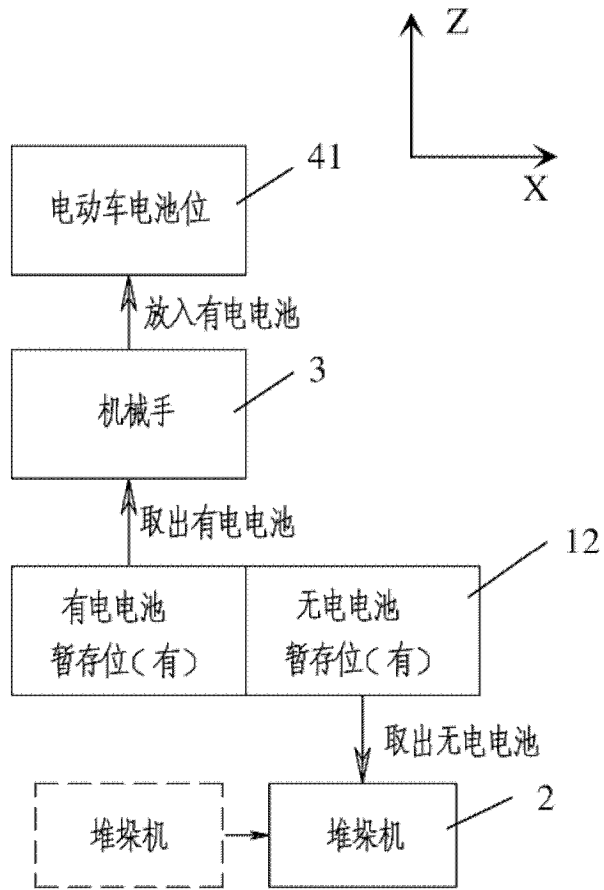 Z
X
41
电动车电池位
放入有电电池
3
机械手
取出有电电池
12
有电电池
暂存位(有)
无电电池
暂存位(有)
取出无电电池
2
堆垛机
堆垛机